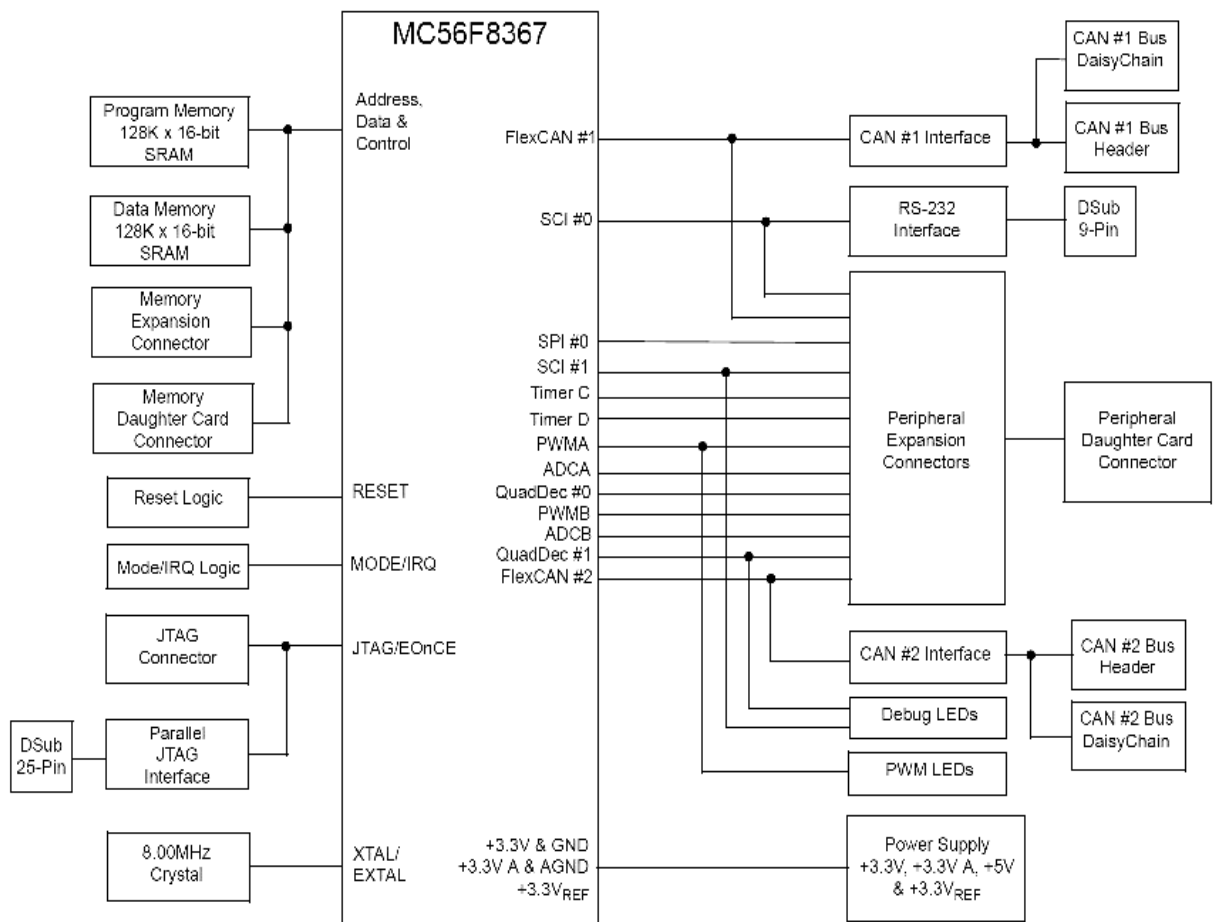 MC56F8367
Program Memory
128K x 16-bit
SRAM
Data Memory
128K x 16-bit
SRAM
Memory
Expansion
Connector
Memory
Daughter Card
Connector
Reset Logic
Mode/IRQ Logic
JTAG
Connector
DSub
25-Pin
Parallel
JTAG
Interface
8.00MHz
Crystal
Address,
Data &
Control
RESET
MODE/IRQ
JTAG/EOnCE
XTAL/
EXTAL
FlexCAN #1
SCI #0
SPI #0
SCI #1
Timer C
Timer D
PWMA
ADCA
QuadDec #0
PWMB
ADCB
QuadDec #1
FlexCAN #2
+3.3V & GND
+3.3V A & AGND
+3.3VREF
CAN #1 Interface
CAN #1 Bus
DaisyChain
CAN #1 Bus
Header
RS-232
Interface
DSub
9-Pin
Peripheral
Expansion
Connectors
Peripheral
Daughter Card
Connector
CAN #2 Interface
CAN #2 Bus
Header
CAN #2 Bus
DaisyChain
Debug LEDs
PWM LEDs
Power Supply
+3.3V, +3.3V A, +5V
& +3.3VREF